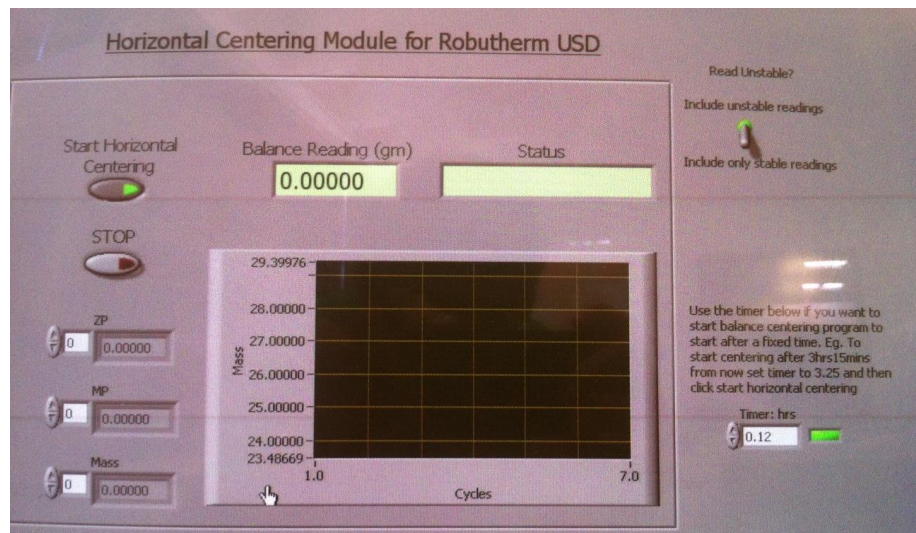 Horizontal Centering Module for Robutherm USD
Read Unstable?
Include unstable readings
Include only stable readings
Start Horizontal
Centering
Balance Reading (gm)
0.00000
Status
STOP
ZP
0
0.00000
MP
0
0.00000
Mass
0
0.00000
Mass
29.39976
28.00000
27.00000
26.00000
25.00000
24.00000
23.48669
1.0
7.0
Cycles
Use the timer below if you want to
start balance centering program to
start after a fixed time. Eg. To
start centering after 3hrs15mins
from now set timer to 3.25 and then
click start horizontal centering
Timer: hrs
0.12